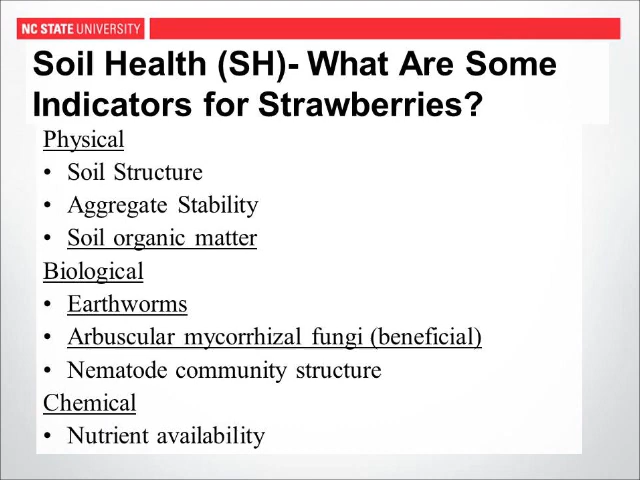 NC STATE UNIVERSITY
Soil Health (SH)- What Are Some
Indicators for Strawberries?
Physical
• Soil Structure
• Aggregate Stability
• Soil organic matter
Biological
• Earthworms
• Arbuscular mycorrhizal fungi (beneficial)
• Nematode community structure
Chemical
• Nutrient availability